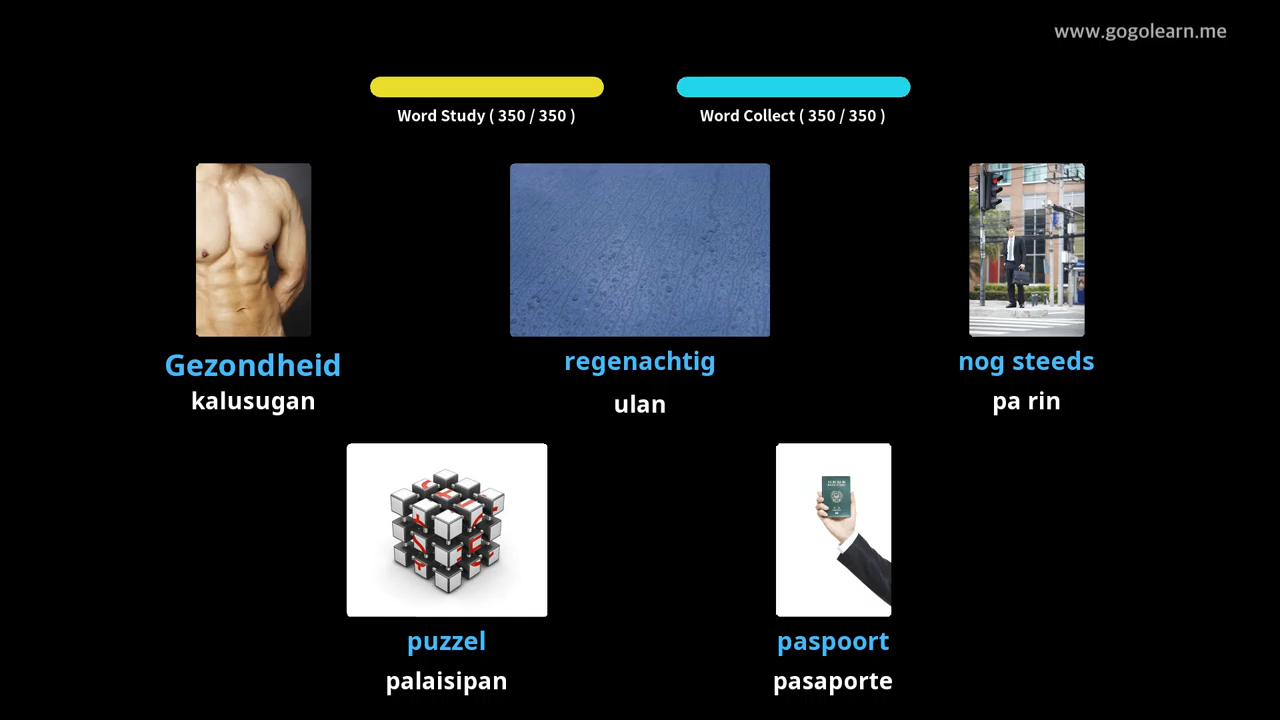 www.gogolearn.me
Word Study ( 350 / 350 )
Word Collect ( 350 / 350 )
Gezondheid
kalusugan
regenachtig
ulan
nog steeds
pa rin
puzzel
palaisipan
paspoort
pasaporte